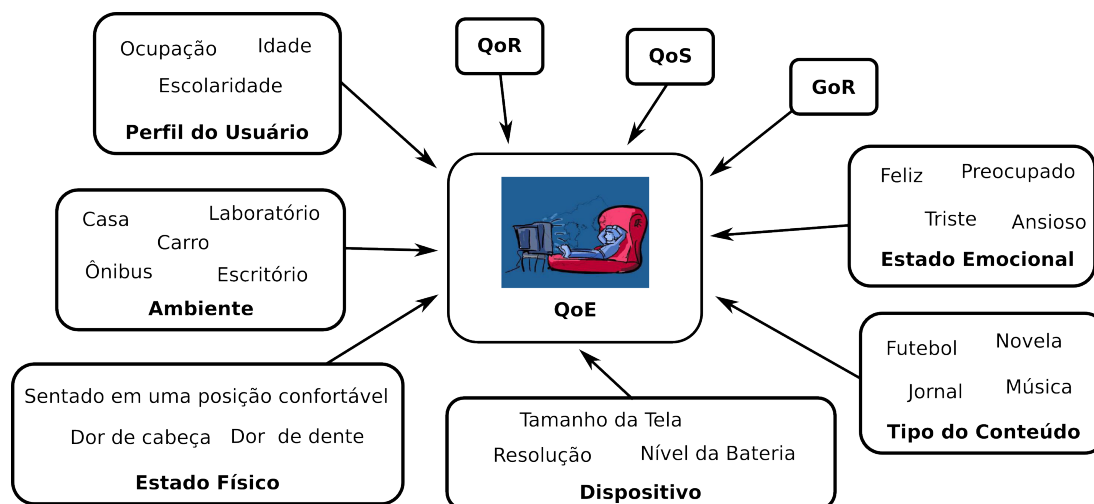 Ocupação Idade
Escolaridade
Perfil do Usuário
QoR
QoS
GoR
Casa Laboratório
Carro
Ônibus Escritório
Ambiente
QoE
Feliz Preocupado
Triste Ansioso
Estado Emocional
Sentado em uma posição confortável
Dor de cabeça Dor de dente
Estado Físico
Tamanho da Tela
Resolução Nível da Bateria
Dispositivo
Futebol Novela
Jornal Música
Tipo do Conteúdo